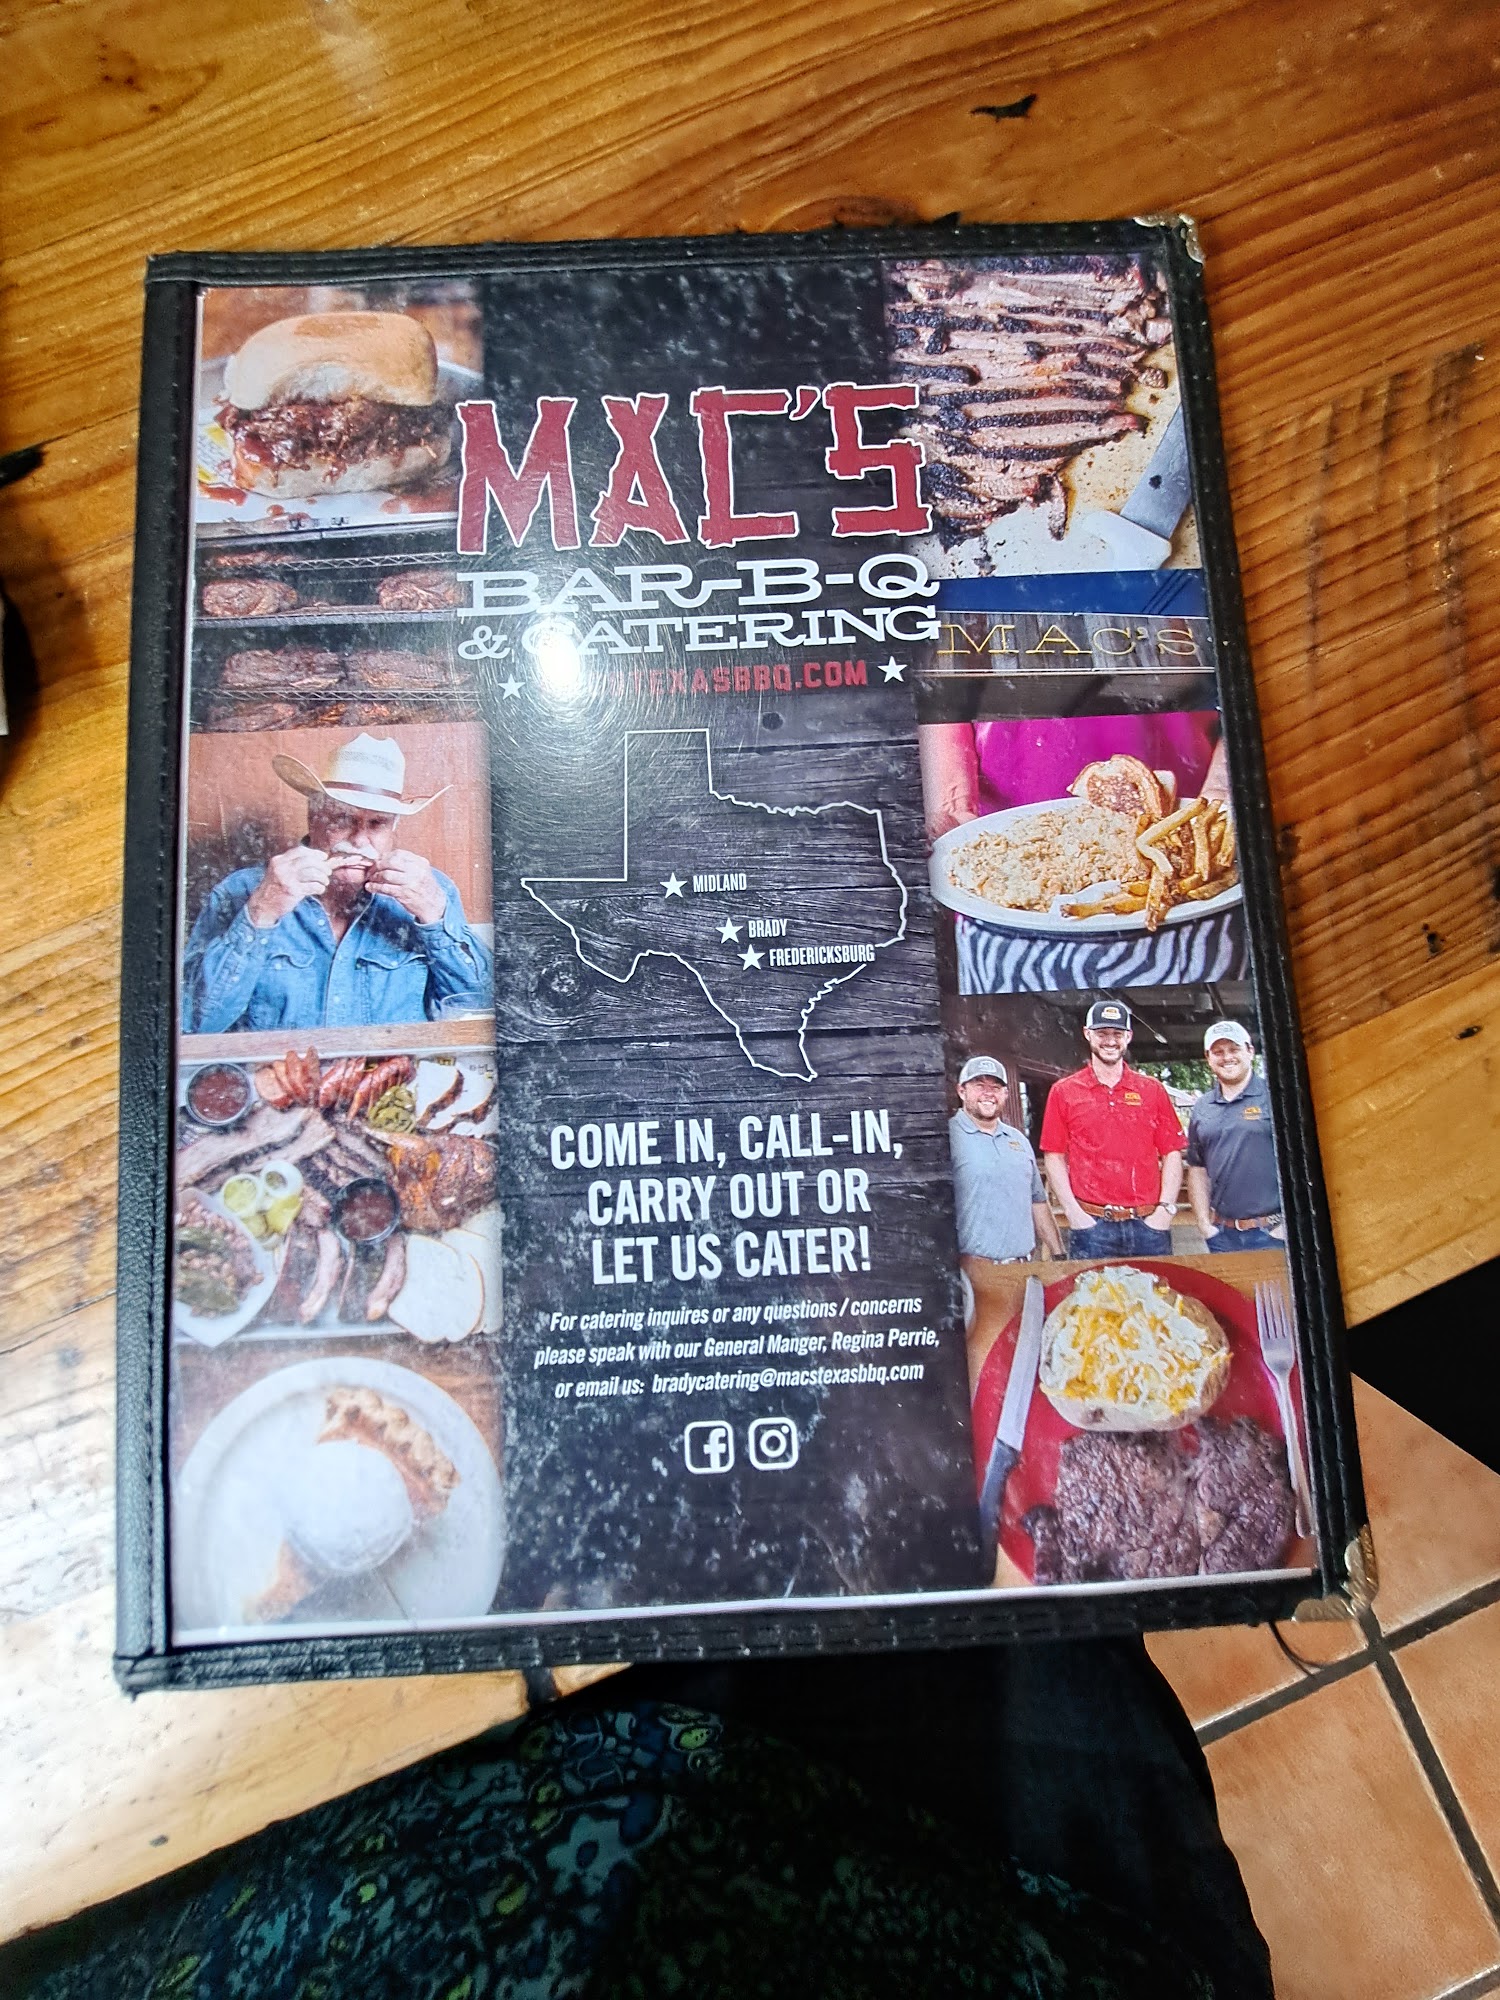 MAC'S
BAR-B-Q
& CATERING
TEXASBBQ.COM
MAC'S
MIDLAND
BRADY
FREDERICKSBURG
COME IN, CALL-IN,
CARRY OUT OR
LET US CATER!
For catering inquires or any questions / concerns
please speak with our General Manger, Regina Perrie,
or email us: bradycatering@macstexasbbq.com